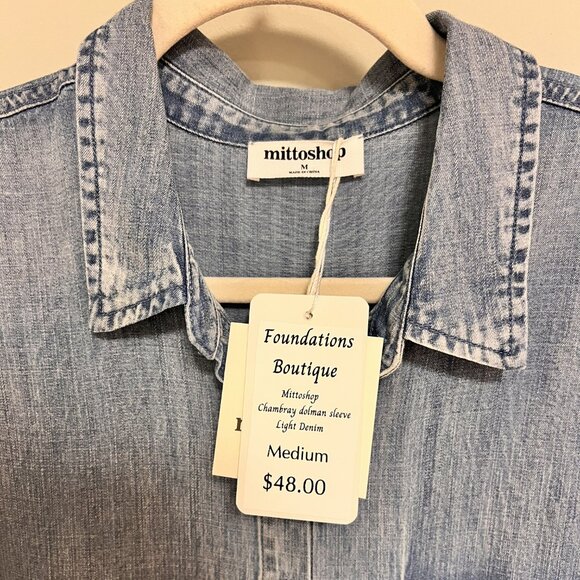 mittoshop
M
MADE IN CHINA
Foundations
Boutique
Mittoshop
Chambray dolman sleeve
Light Denim
Medium
$48.00